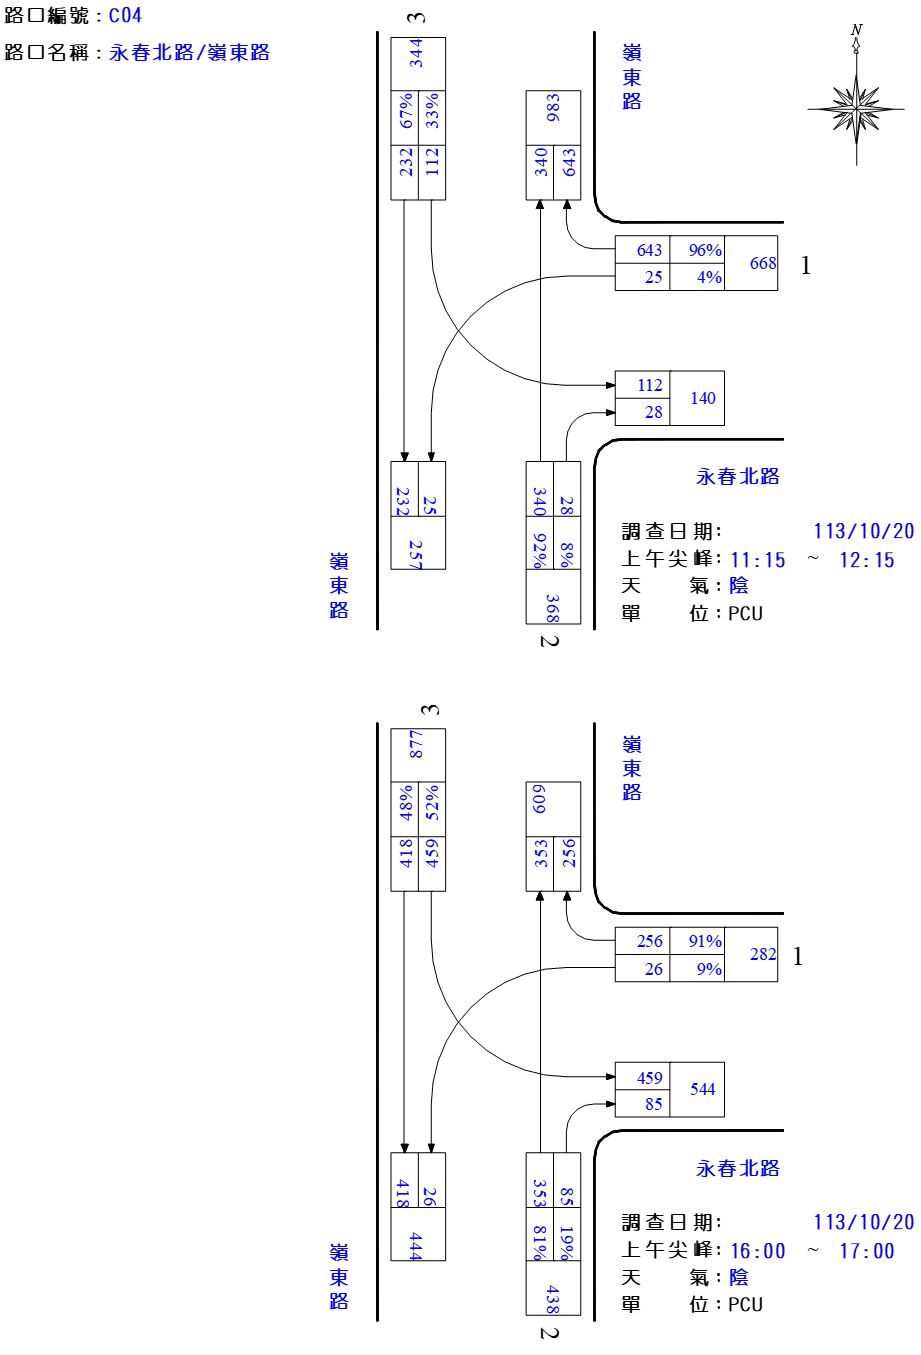 路口編號：C04
路口名稱：永春北路/嶺東路
N
3
344
67% 33%
232 112
983
340 643
嶺東路
643 96% 668
25 4%
1
112 140
28
232 25
257
340 28
92% 8%
368
2
嶺東路
永春北路
調查日期: 113/10/20
上午尖峰: 11:15 ~ 12:15
天 氣：陰
單 位：PCU
3
877
48% 52%
418 459
609
353 256
嶺東路
256 91% 282
26 9%
1
459 544
85
418 26
444
353 85
81% 19%
438
2
嶺東路
永春北路
調查日期: 113/10/20
上午尖峰: 16:00 ~ 17:00
天 氣：陰
單 位：PCU